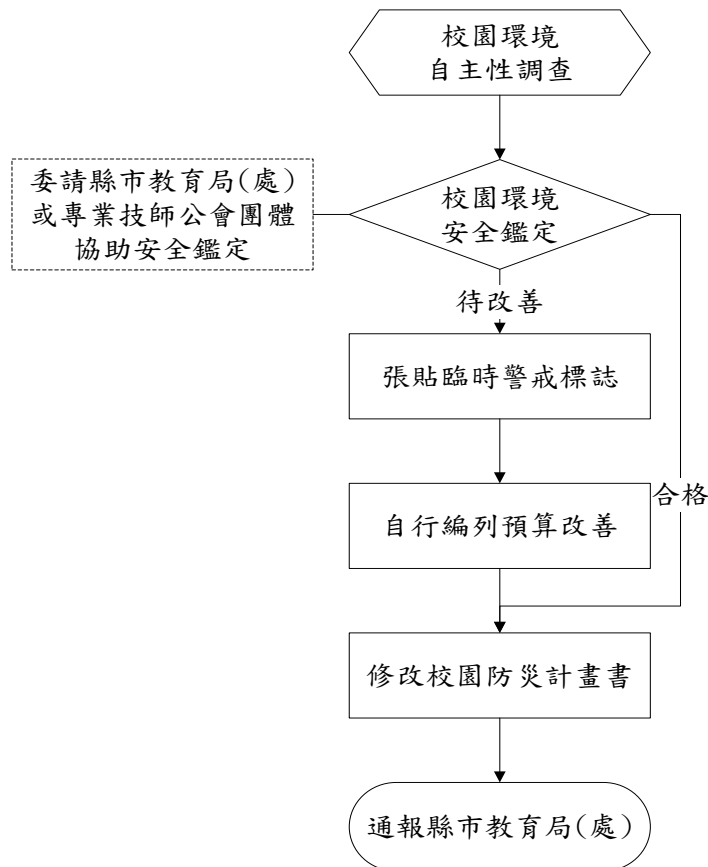 校園環境
自主性調查
委請縣市教育局(處)
或專業技師公會團體
協助安全鑑定
校園環境
安全鑑定
待改善
張貼臨時警戒標誌
合格
自行編列預算改善
修改校園防災計畫書
通報縣市教育局(處)